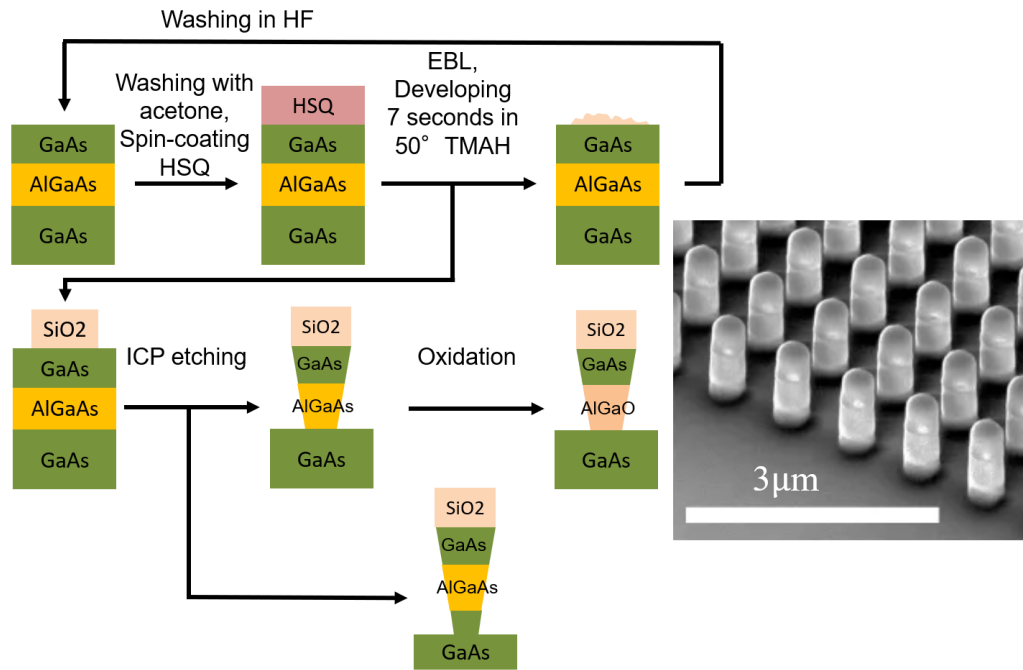 Washing in HF
Washing with
acetone,
Spin-coating
HSQ
EBL,
Developing
7 seconds in
50° TMAH
GaAs
AlGaAs
GaAs
HSQ
GaAs
AlGaAs
GaAs
GaAs
AlGaAs
GaAs
SiO2
GaAs
AlGaAs
GaAs
ICP etching
SiO2
GaAs
AlGaAs
GaAs
Oxidation
SiO2
GaAs
AlGaO
GaAs
SiO2
GaAs
AlGaAs
GaAs
3μm